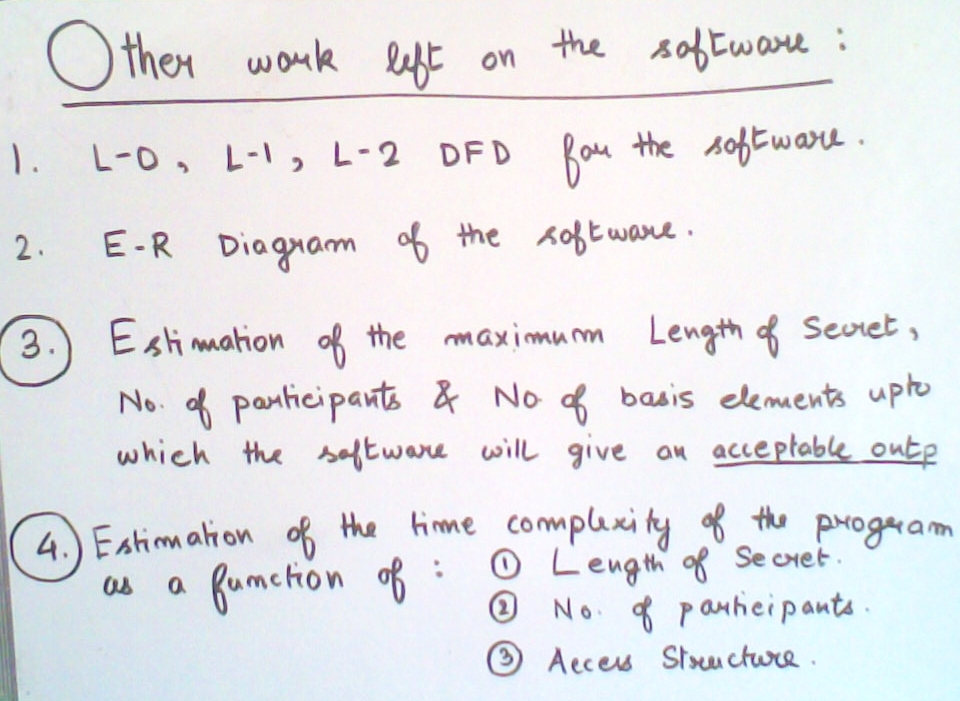 Other work left on the software :
1. L-0, L-1, L-2 DFD for the software.
2. E-R Diagram of the software.
3. Estimation of the maximum Length of Secret,
No. of participants & No. of basis elements upto
which the software will give an acceptable outp
4. Estimation of the time complexity of the program
as a function of : ① Length of Secret.
② No. of participants.
③ Access Structure.